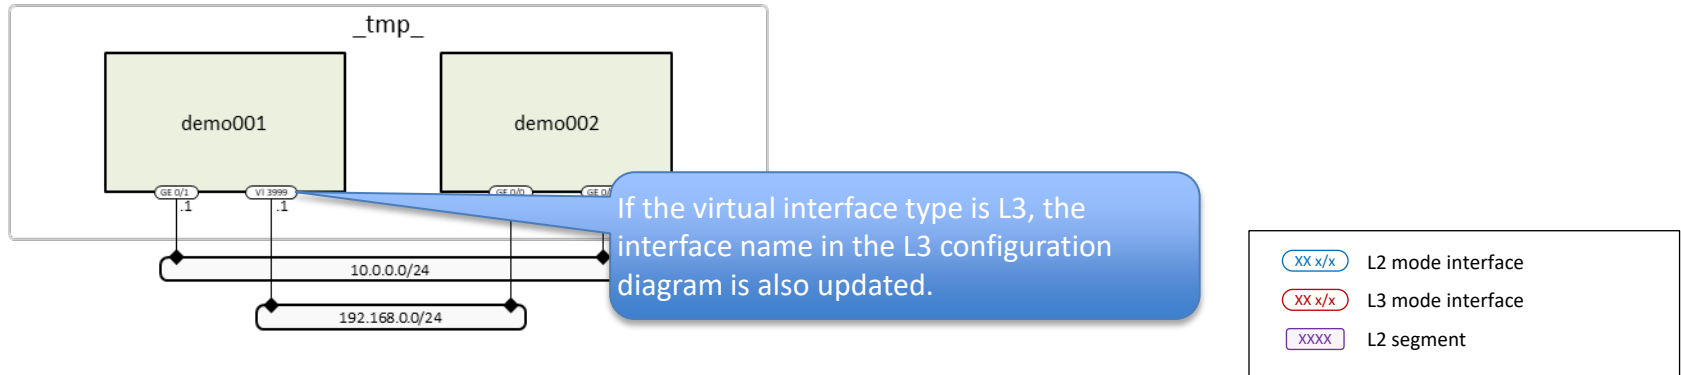 _tmp_
demo001
demo002
GE 0/1
Vl 3999
GE 0/0
.1
.1
If the virtual interface type is L3, the
interface name in the L3 configuration
diagram is also updated.
10.0.0.0/24
192.168.0.0/24
XX x/x L2 mode interface
XX x/x L3 mode interface
XXXX L2 segment